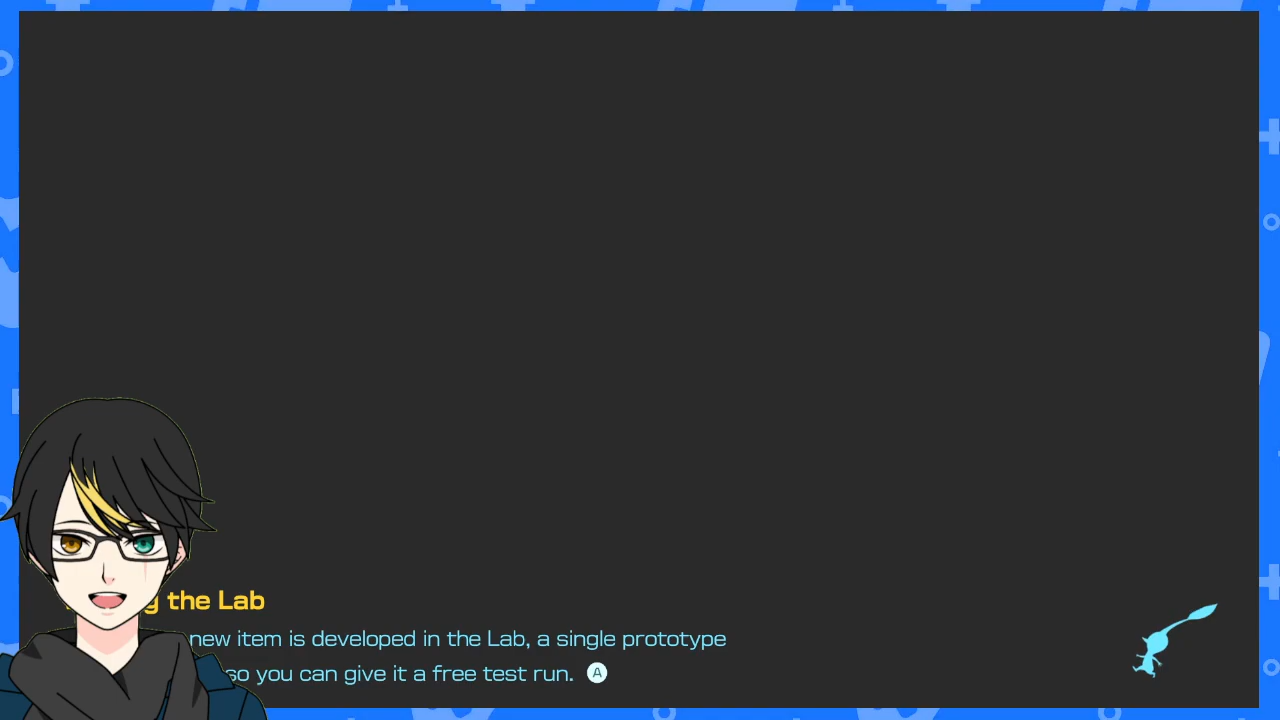 g the Lab
new item is developed in the Lab, a single prototype
so you can give it a free test run. A